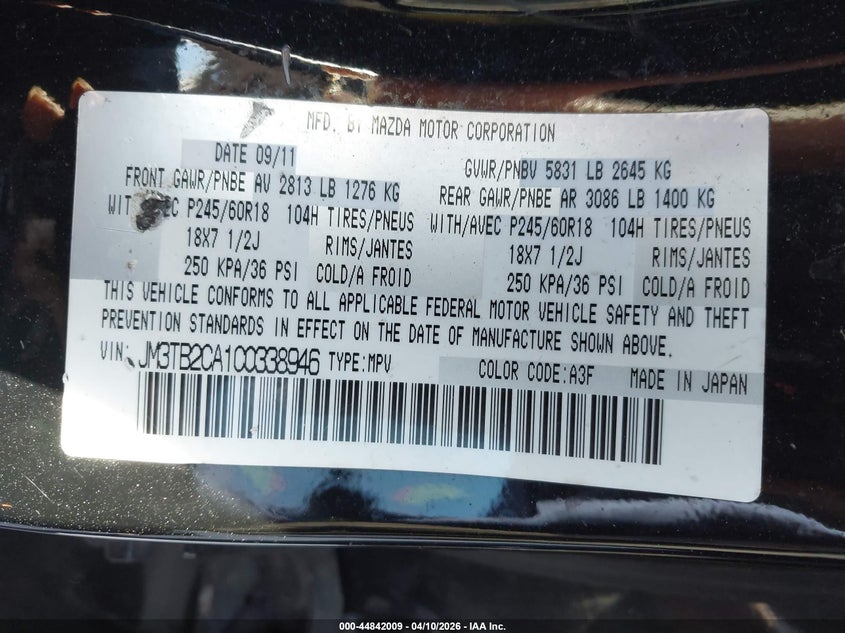 MFD. BY MAZDA MOTOR CORPORATION
DATE 09/11
GVWR/PNBV 5831 LB 2645 KG
FRONT GAWR/PNBE AV 2813 LB 1276 KG
REAR GAWR/PNBE AR 3086 LB 1400 KG
P245/60R18 104H TIRES/PNEUS
WITH/AVEC P245/60R18 104H TIRES/PNEUS
18X7 1/2J RIMS/JANTES
18X7 1/2J RIMS/JANTES
250 KPA/36 PSI COLD/A FROID
250 KPA/36 PSI COLD/A FROID
THIS VEHICLE CONFORMS TO ALL APPLICABLE FEDERAL MOTOR VEHICLE SAFETY AND THEFT
PREVENTION STANDARDS IN EFFECT ON THE DATE OF MANUFACTURE SHOWN ABOVE.
VIN: JM3TB2CA1C0338946 TYPE:MPV COLOR CODE:A3F MADE IN JAPAN
000-44842009 - 04/10/2026 - IAA Inc.